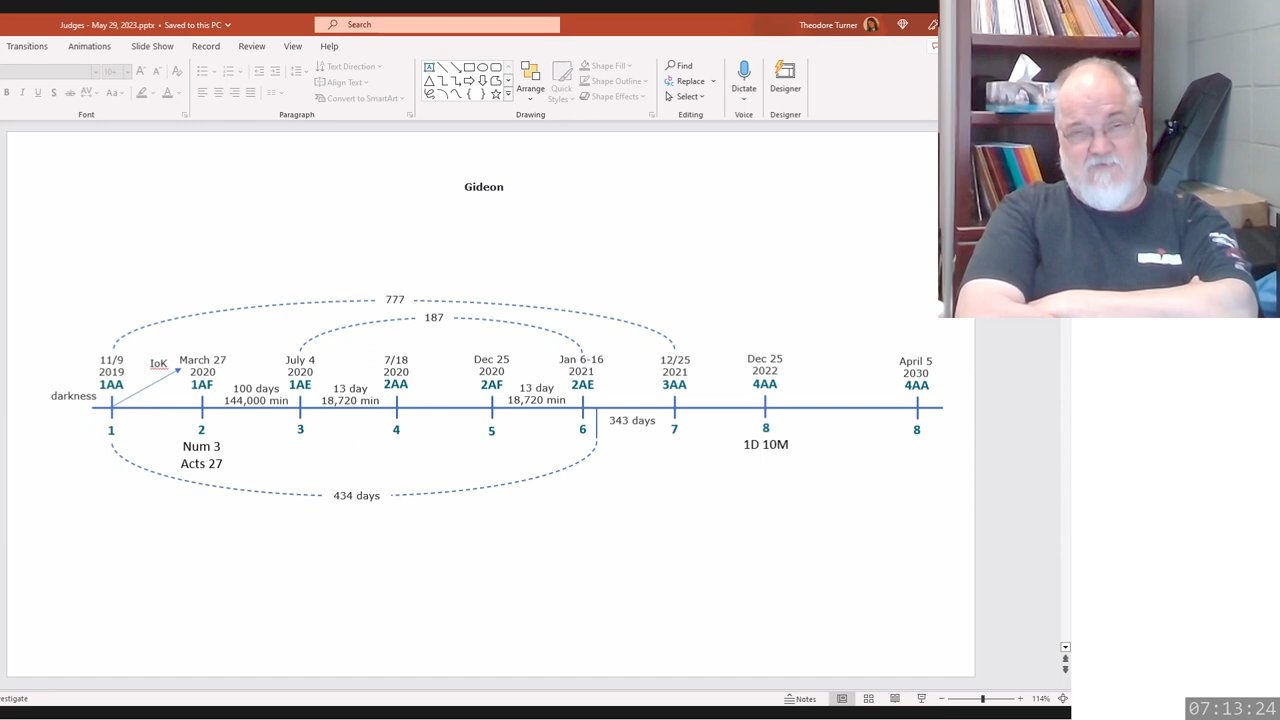 Judges - May 29, 2023.pptx • Saved to this PC
Search
Theodore Turner
Transitions Animations Slide Show Record Review View Help
10+
Text Direction
Align Text
Convert to SmartArt
Arrange
Quick Styles
Shape Fill
Shape Outline
Shape Effects
Find
Replace
Select
Dictate
Designer
Font Paragraph Drawing Editing Voice Designer
Gideon
777
187
11/9 2019 1AA
IoK
March 27 2020 1AF
July 4 2020 1AE
7/18 2020 2AA
Dec 25 2020 2AF
Jan 6-16 2021 2AE
12/25 2021 3AA
Dec 25 2022 4AA
April 5 2030 4AA
darkness
100 days 144,000 min
13 day 18,720 min
13 day 18,720 min
343 days
1 2 3 4 5 6 7 8 8
Num 3
Acts 27
1D 10M
434 days
estigate
Notes
114%
07:13:24